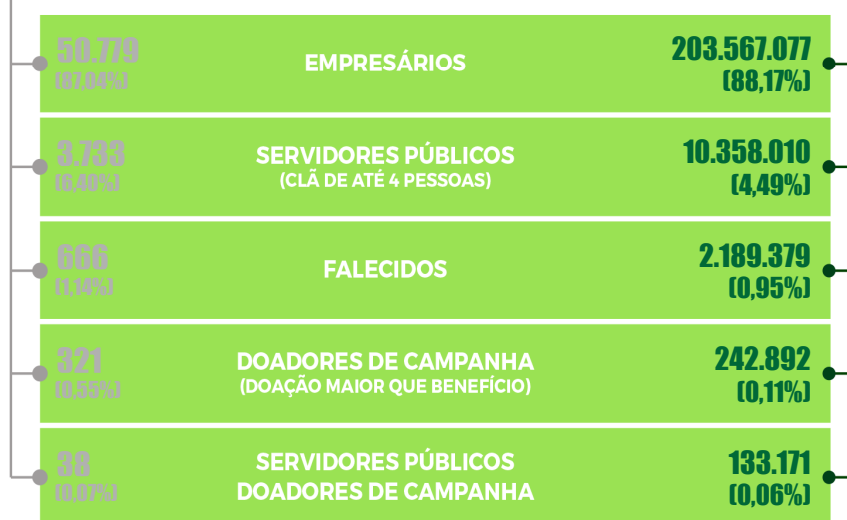 50.779
(87,04%)
EMPRESÁRIOS
203.567.077
(88,17%)
3.733
(6,40%)
SERVIDORES PÚBLICOS
(CLÃ DE ATÉ 4 PESSOAS)
10.358.010
(4,49%)
666
(1,14%)
FALECIDOS
2.189.379
(0,95%)
321
(0,55%)
DOADORES DE CAMPANHA
(DOAÇÃO MAIOR QUE BENEFÍCIO)
242.892
(0,11%)
38
(0,07%)
SERVIDORES PÚBLICOS
DOADORES DE CAMPANHA
133.171
(0,06%)